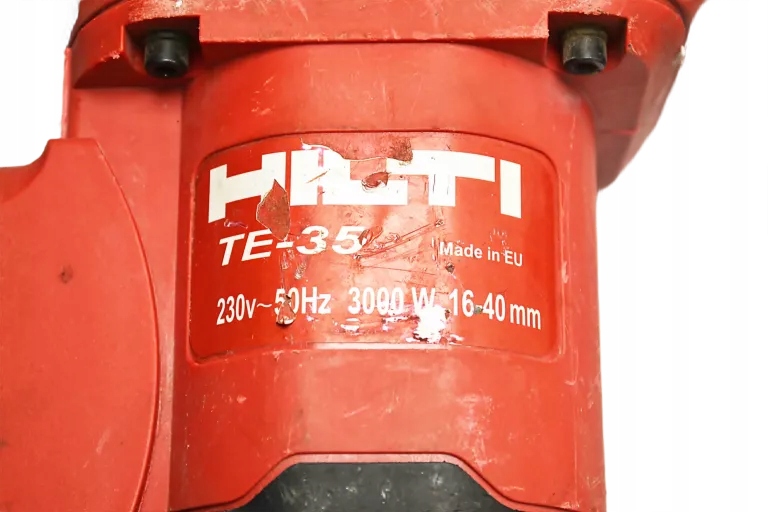 HILTI
TE-35
Made in EU
230v~50Hz 3000 W 16-40 mm